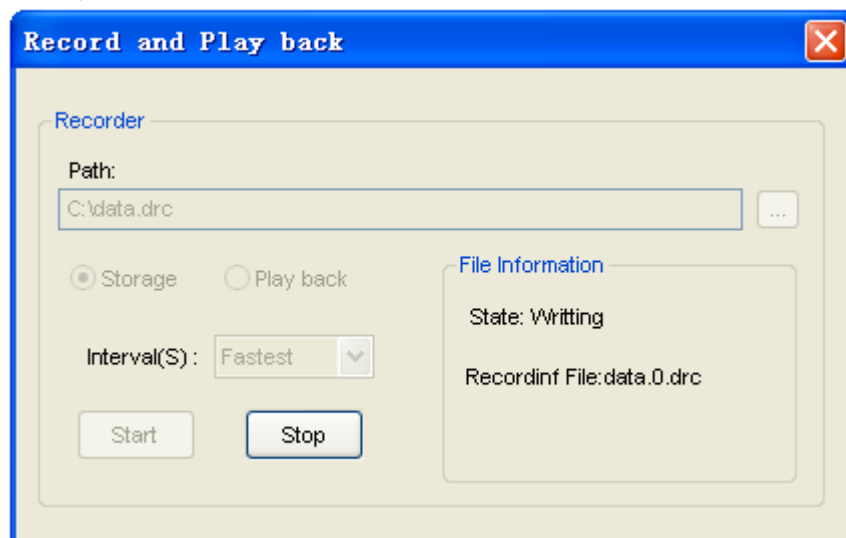 Record and Play back
Recorder
Path:
C:\data.drc
...
Storage
Play back
File Information
State: Writting
Interval(S) :
Fastest
Recordinf File:data.0.drc
Start
Stop